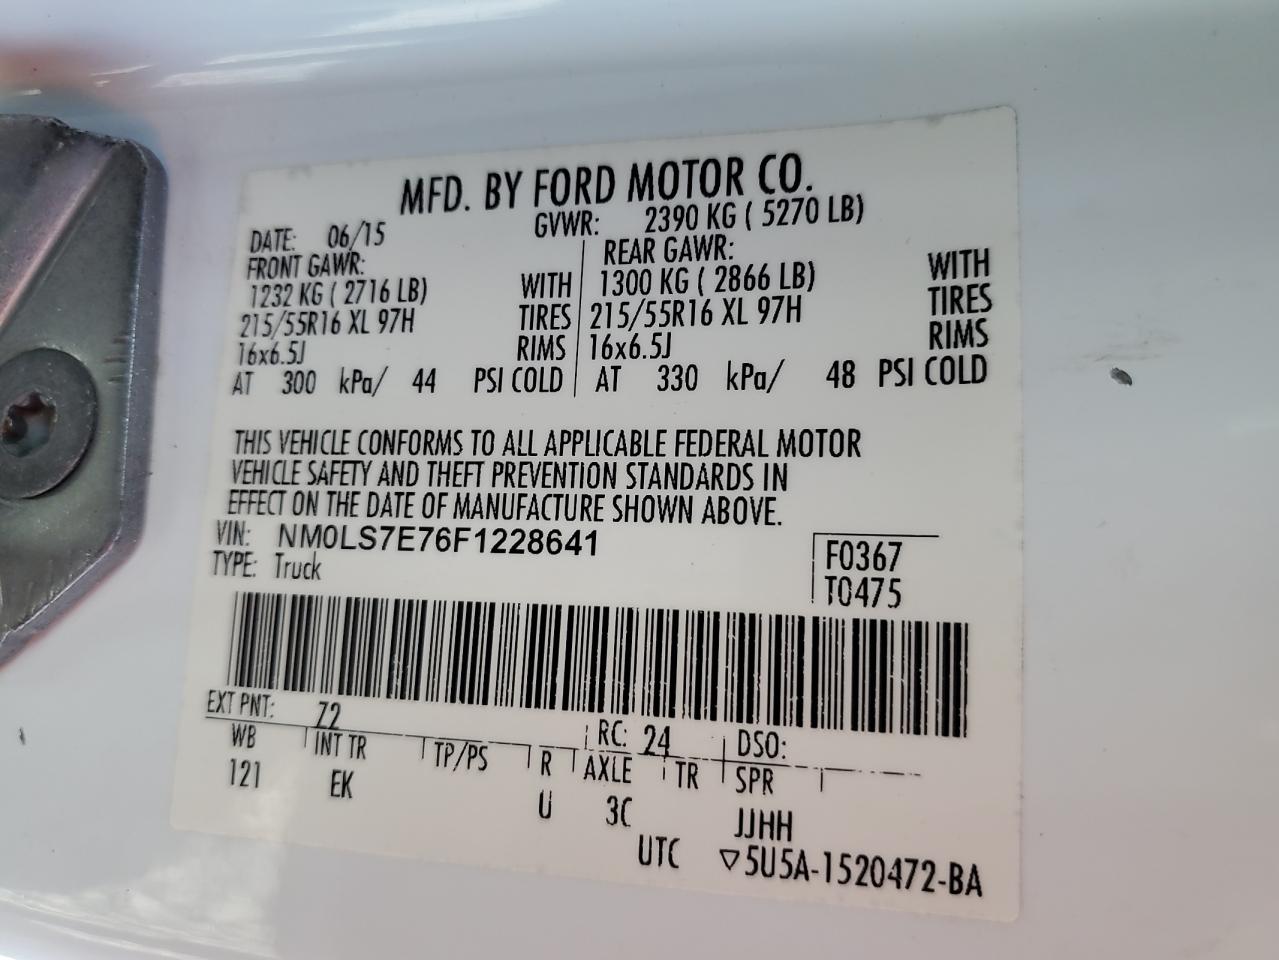 MFD. BY FORD MOTOR CO.
DATE: 06/15 GVWR: 2390 KG ( 5270 LB)
FRONT GAWR: REAR GAWR:
1232 KG ( 2716 LB) WITH 1300 KG ( 2866 LB) WITH
215/55R16 XL 97H TIRES 215/55R16 XL 97H TIRES
16x6.5J RIMS 16x6.5J RIMS
AT 300 kPa/ 44 PSI COLD AT 330 kPa/ 48 PSI COLD
THIS VEHICLE CONFORMS TO ALL APPLICABLE FEDERAL MOTOR
VEHICLE SAFETY AND THEFT PREVENTION STANDARDS IN
EFFECT ON THE DATE OF MANUFACTURE SHOWN ABOVE.
VIN: NM0LS7E76F1228641
TYPE: Truck
F0367
T0475
EXT PNT: Z2 RC: 24 DSO:
WB INT TR TP/PS R AXLE TR SPR
121 EK U 3C JJHH
UTC ▽5U5A-1520472-BA